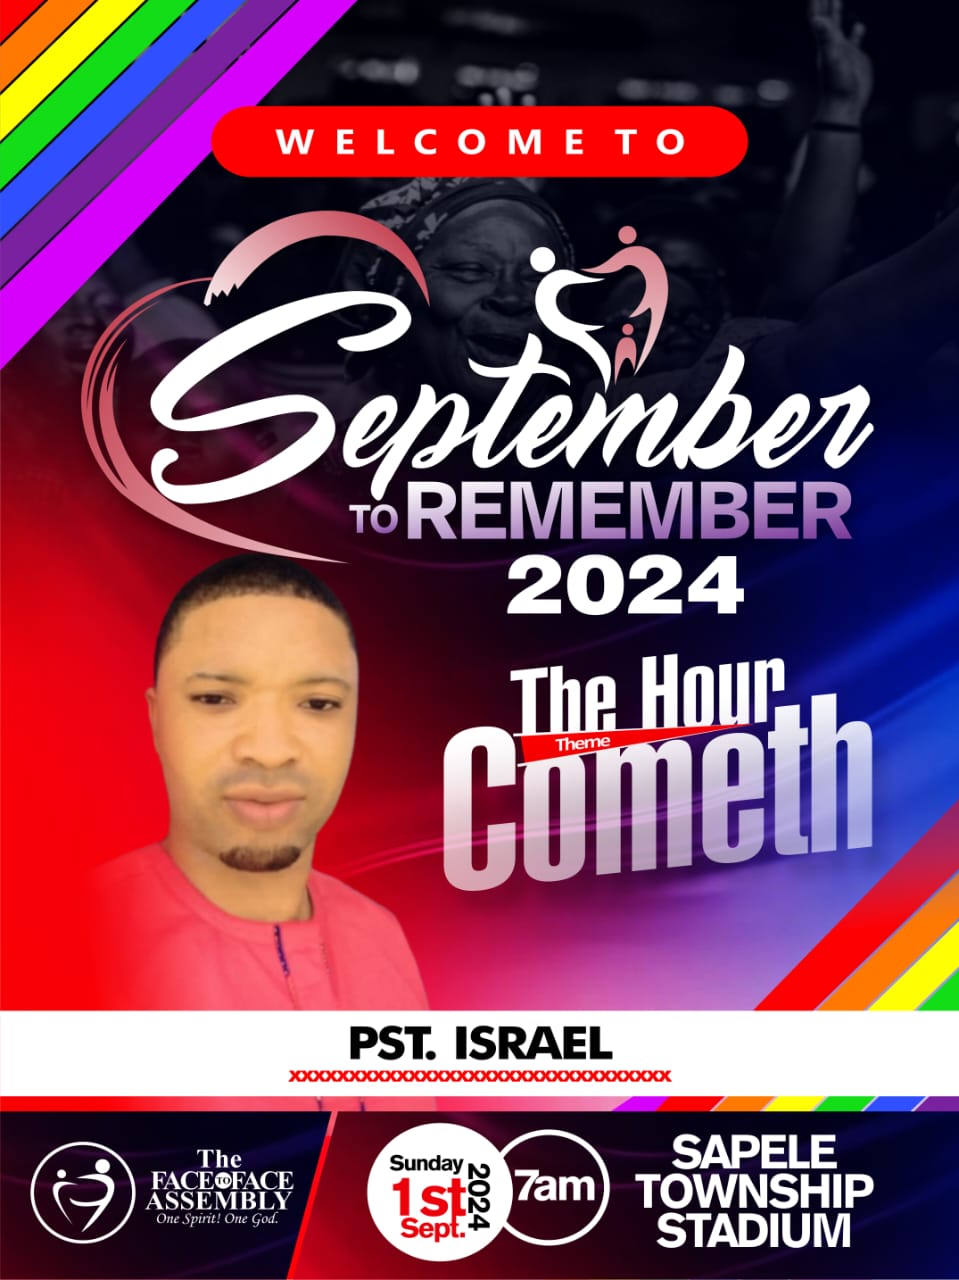 WELCOME TO
September
TO REMEMBER
2024
The Hour
Theme
Cometh
PST. ISRAEL
xxxxxxxxxxxxxxxxxxxxxxxxxxxxxxxxxxx
The
FACE TO FACE
ASSEMBLY
One Spirit! One God.
Sunday
1st
Sept.
2024
7am
SAPELE
TOWNSHIP
STADIUM